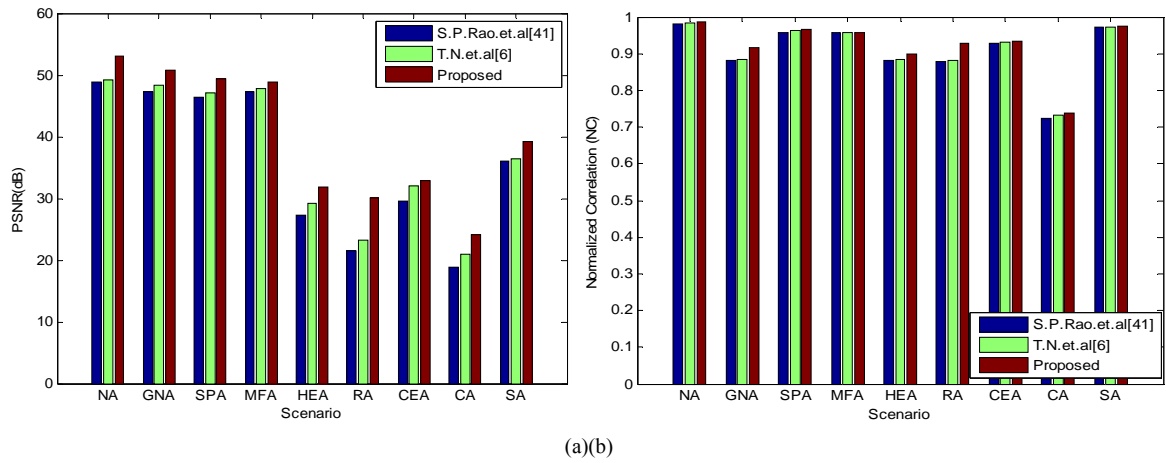 60
50
40
30
20
10
0
PSNR(dB)
NA GNA SPA MFA HEA RA CEA CA SA
Scenario
S.P.Rao.et.al[41]
T.N.et.al[6]
Proposed
1
0.9
0.8
0.7
0.6
0.5
0.4
0.3
0.2
0.1
0
Normalized Correlation (NC)
NA GNA SPA MFA HEA RA CEA CA SA
Scenario
S.P.Rao.et.al[41]
T.N.et.al[6]
Proposed
(a)(b)